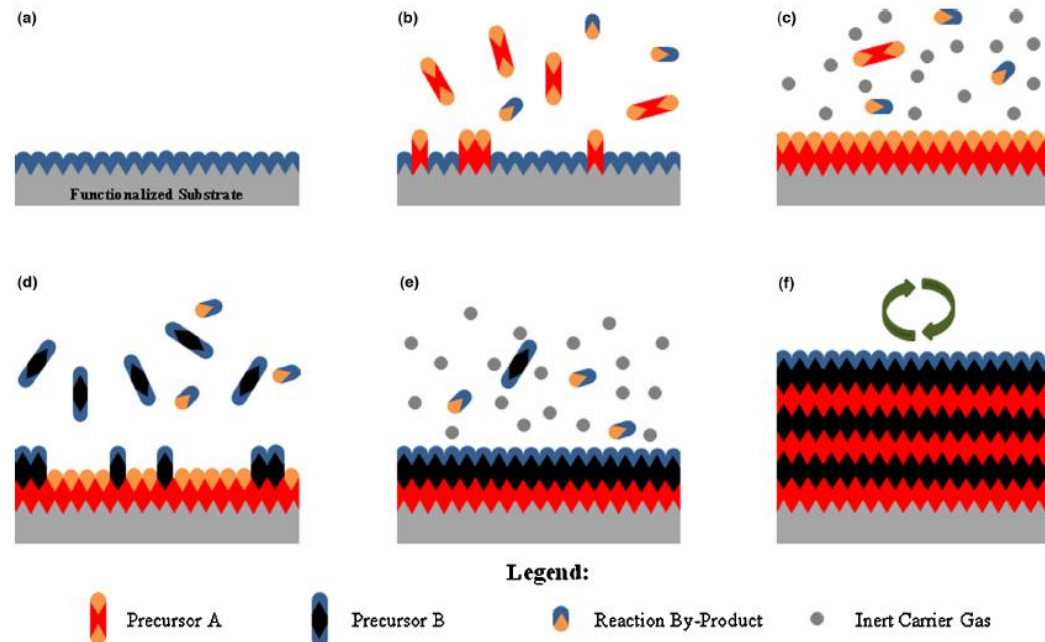 (a)
(b)
(c)
Functionalized Substrate
(d)
(e)
(f)
Legend:
Precursor A
Precursor B
Reaction By-Product
Inert Carrier Gas